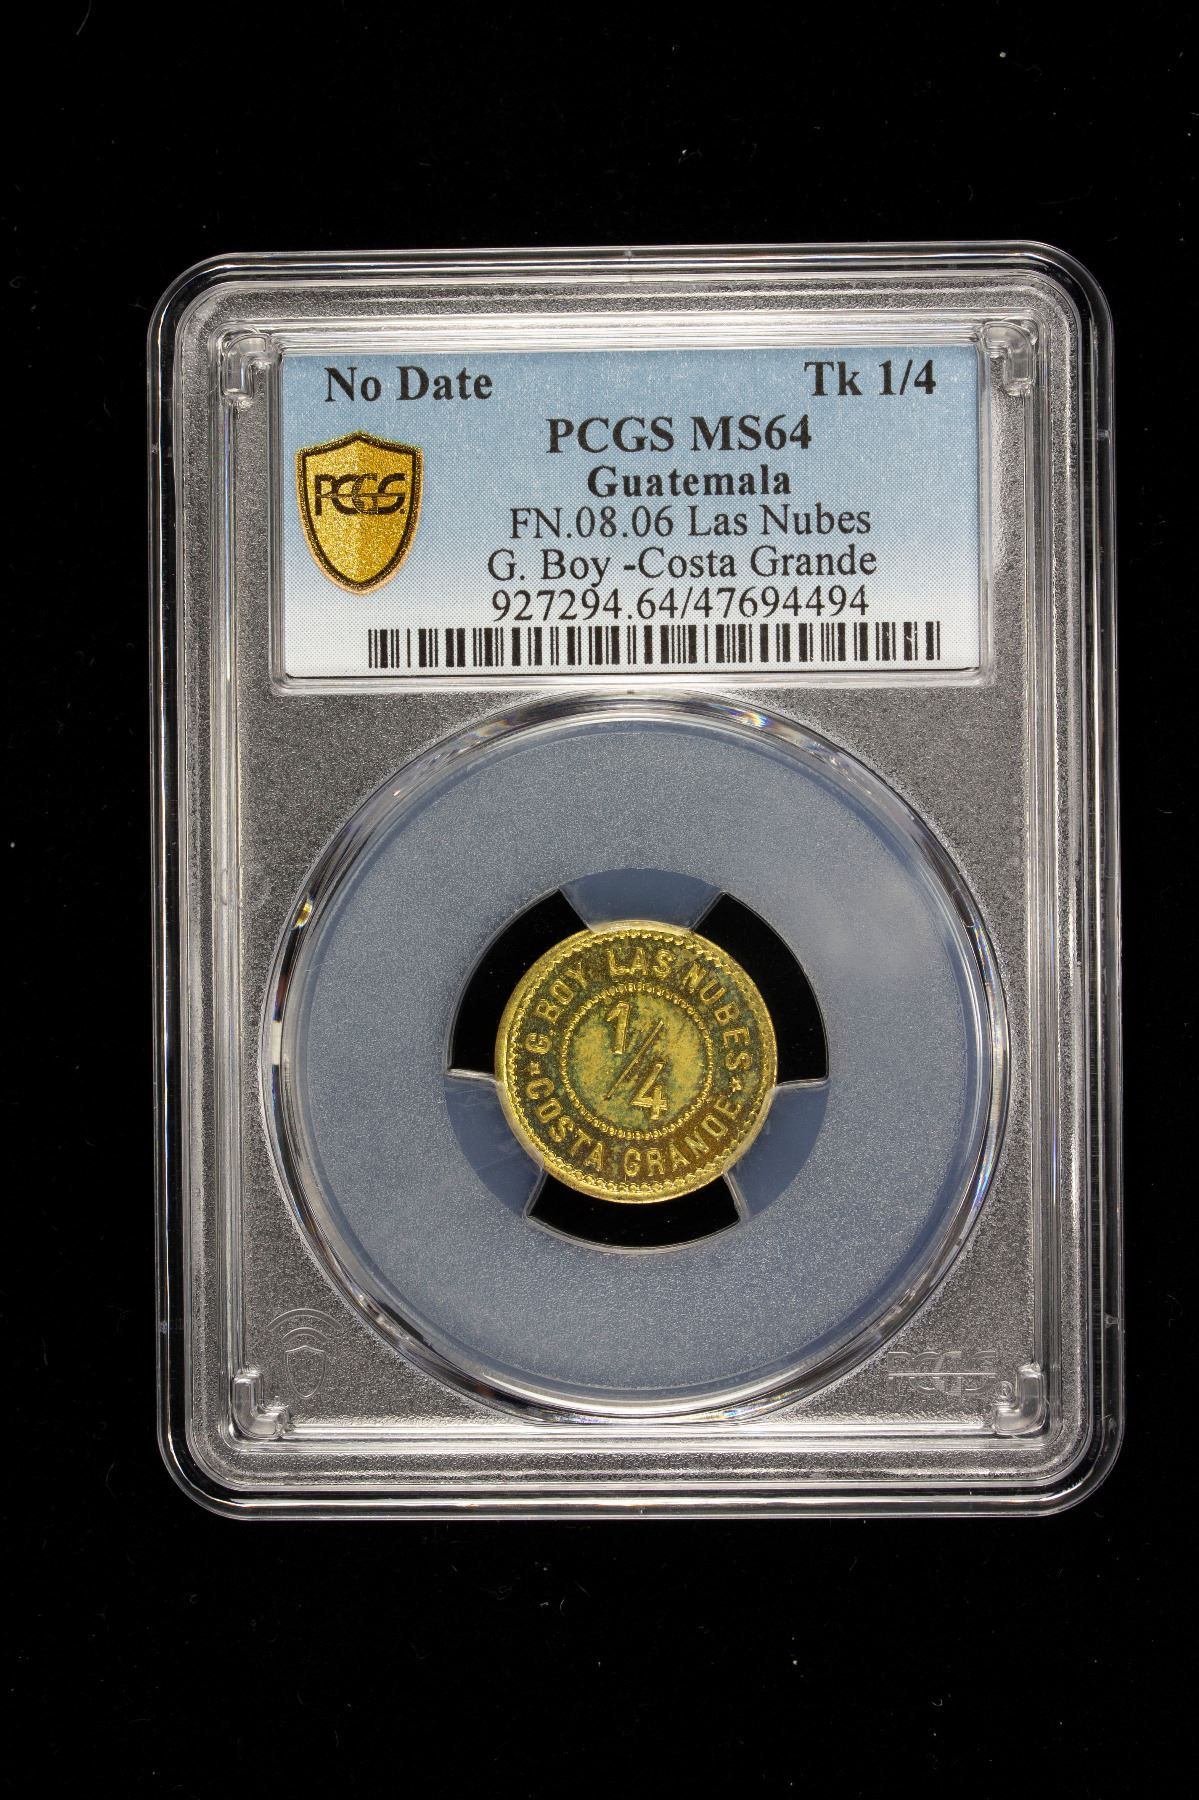 No Date Tk 1/4
PCGS MS64
Guatemala
PCGS
FN.08.06 Las Nubes
G. Boy -Costa Grande
927294.64/47694494
G. BOY LAS NUBES
1/4
COSTA GRANDE
PCGS